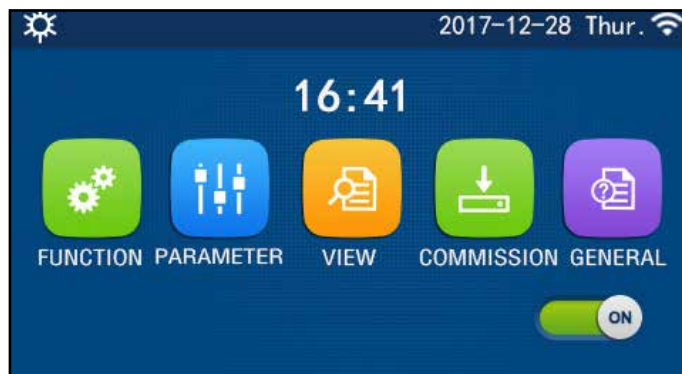 2017-12-28 Thur.
16:41
FUNCTION PARAMETER VIEW COMMISSION GENERAL
ON